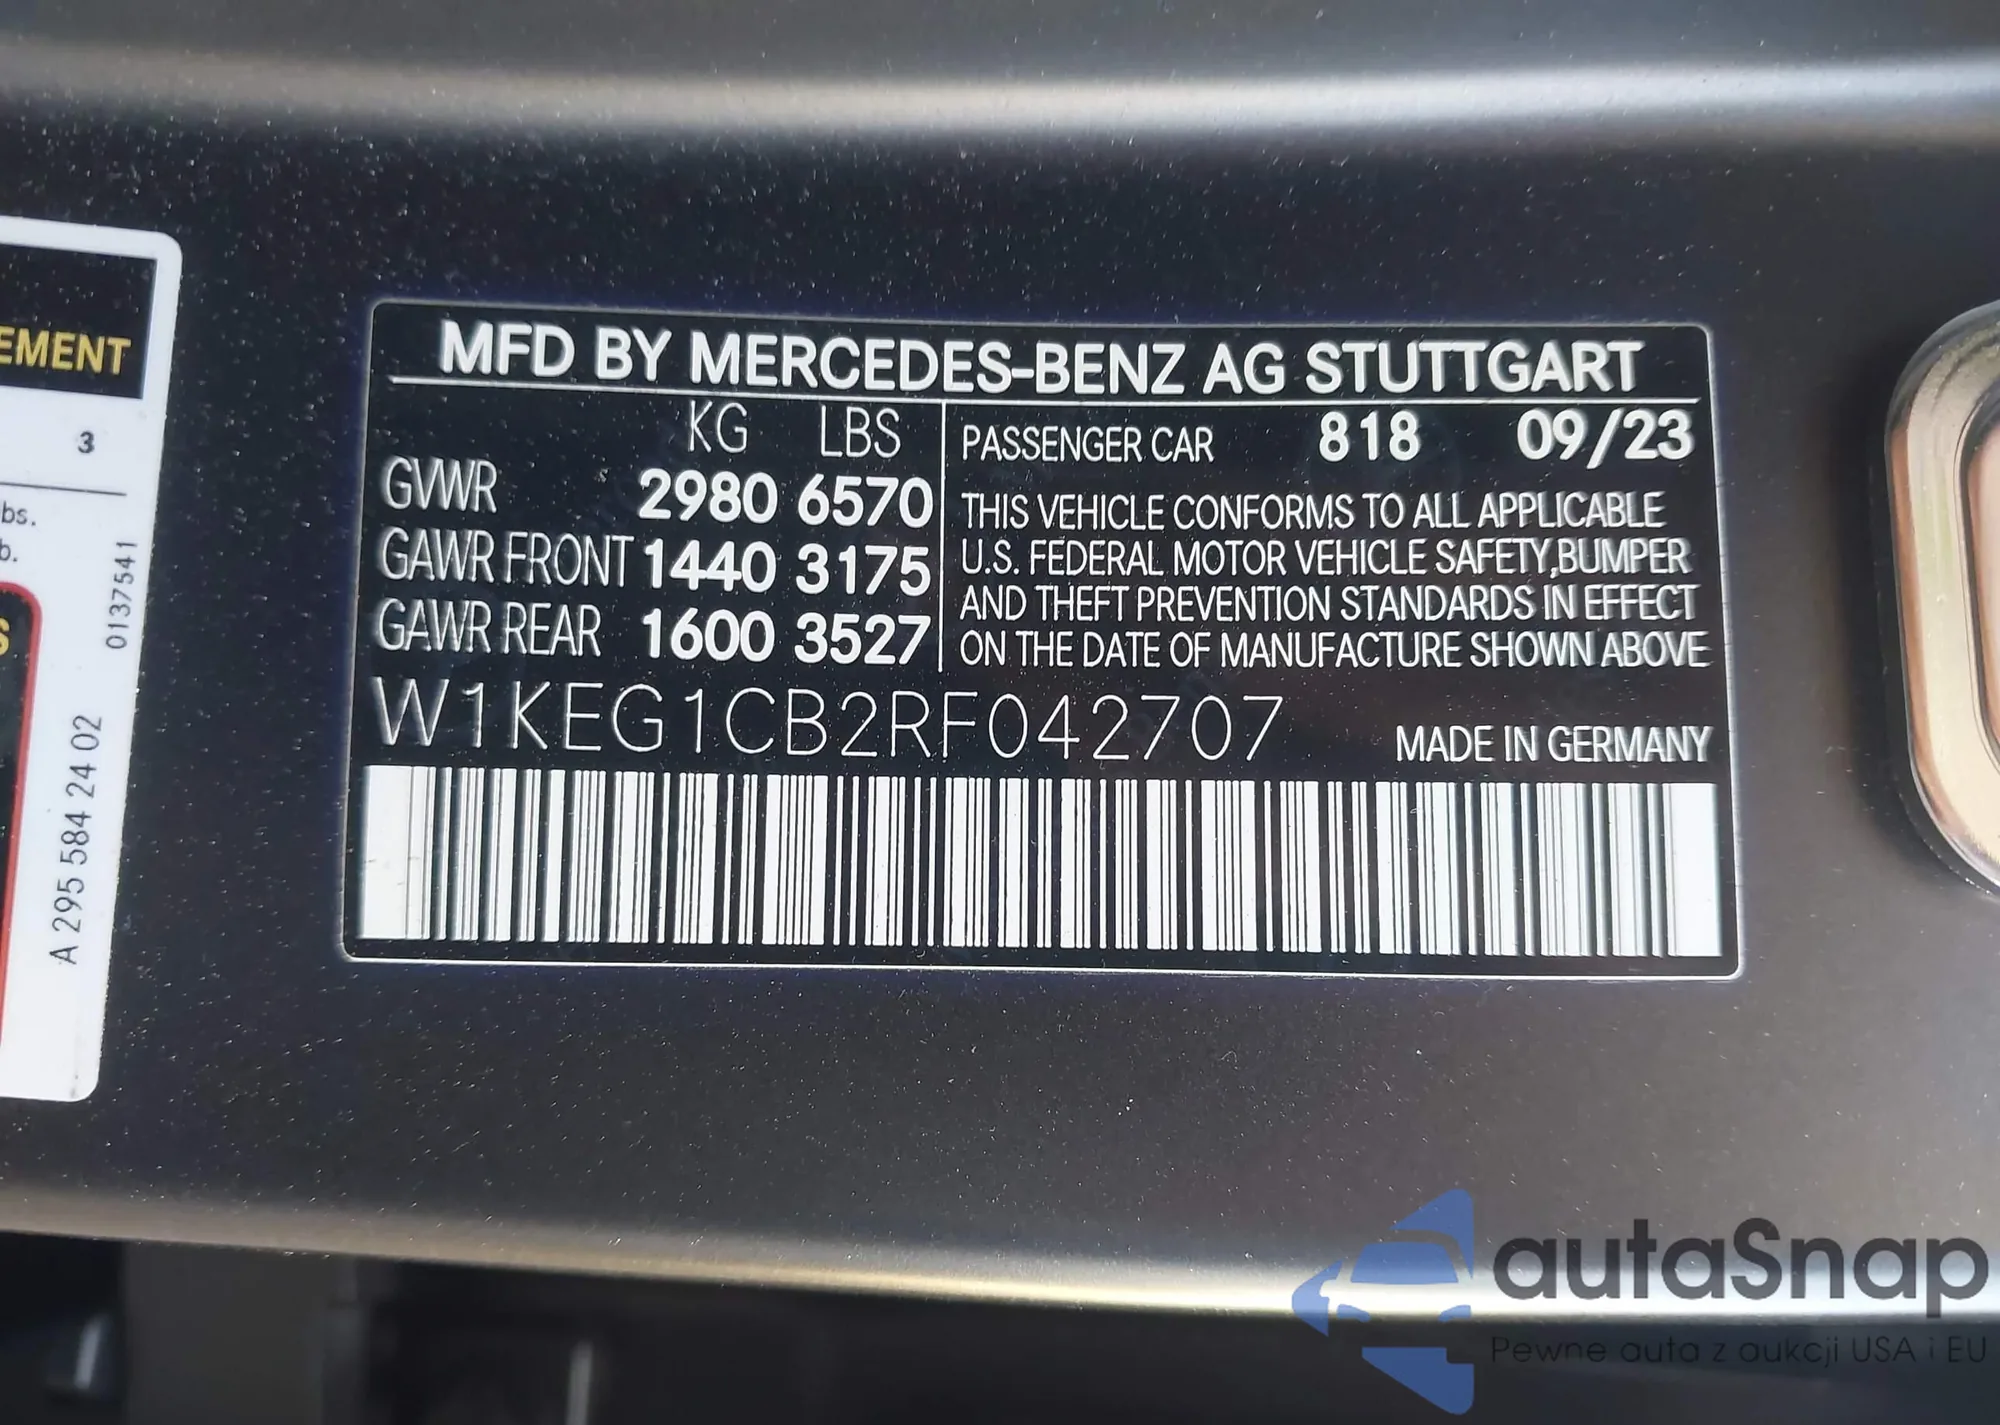 EMENT
3
bs.
b.
S
0137541
A 295 584 24 02
MFD BY MERCEDES-BENZ AG STUTTGART
KG LBS
GVWR 2980 6570
GAWR FRONT 1440 3175
GAWR REAR 1600 3527
PASSENGER CAR 818 09/23
THIS VEHICLE CONFORMS TO ALL APPLICABLE
U.S. FEDERAL MOTOR VEHICLE SAFETY,BUMPER
AND THEFT PREVENTION STANDARDS IN EFFECT
ON THE DATE OF MANUFACTURE SHOWN ABOVE
W1KEG1CB2RF042707
MADE IN GERMANY
autaSnap
Pewne auta z aukcji USA i EU